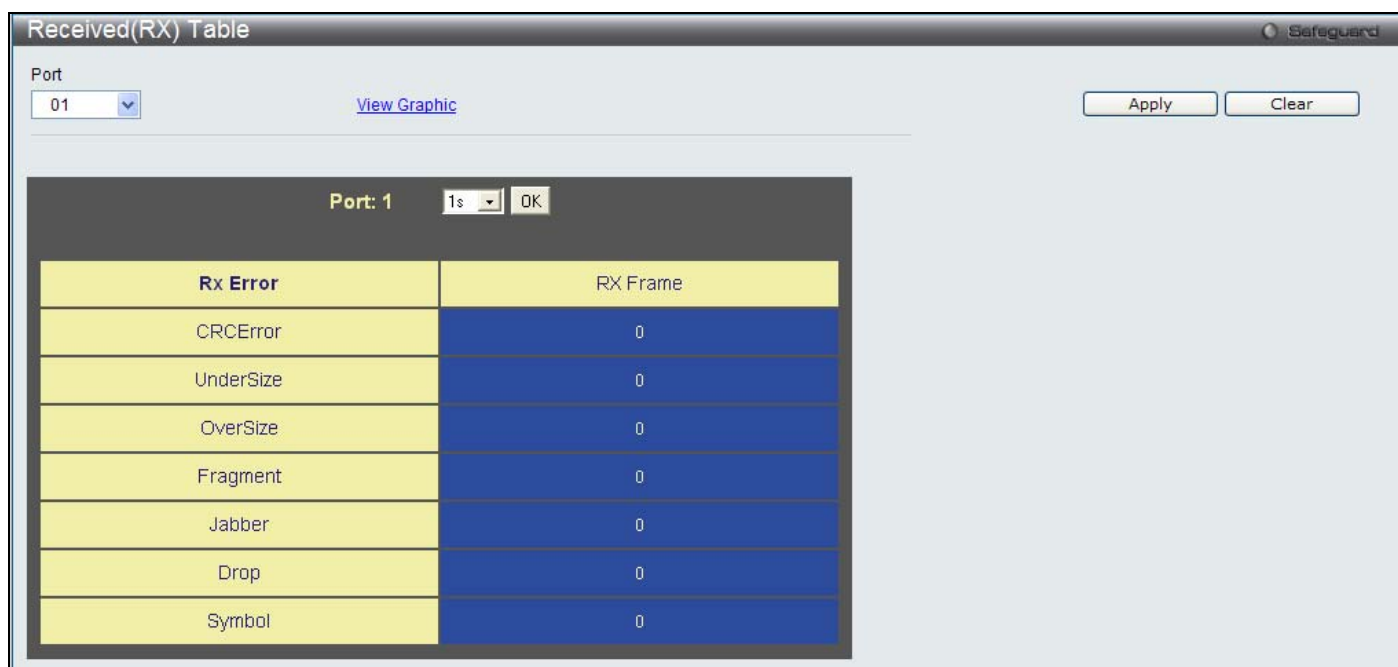 Received(RX) Table
Safeguard
Port
01
View Graphic
Apply
Clear
Port: 1
1s
OK
Rx Error
RX Frame
CRCError
0
UnderSize
0
OverSize
0
Fragment
0
Jabber
0
Drop
0
Symbol
0